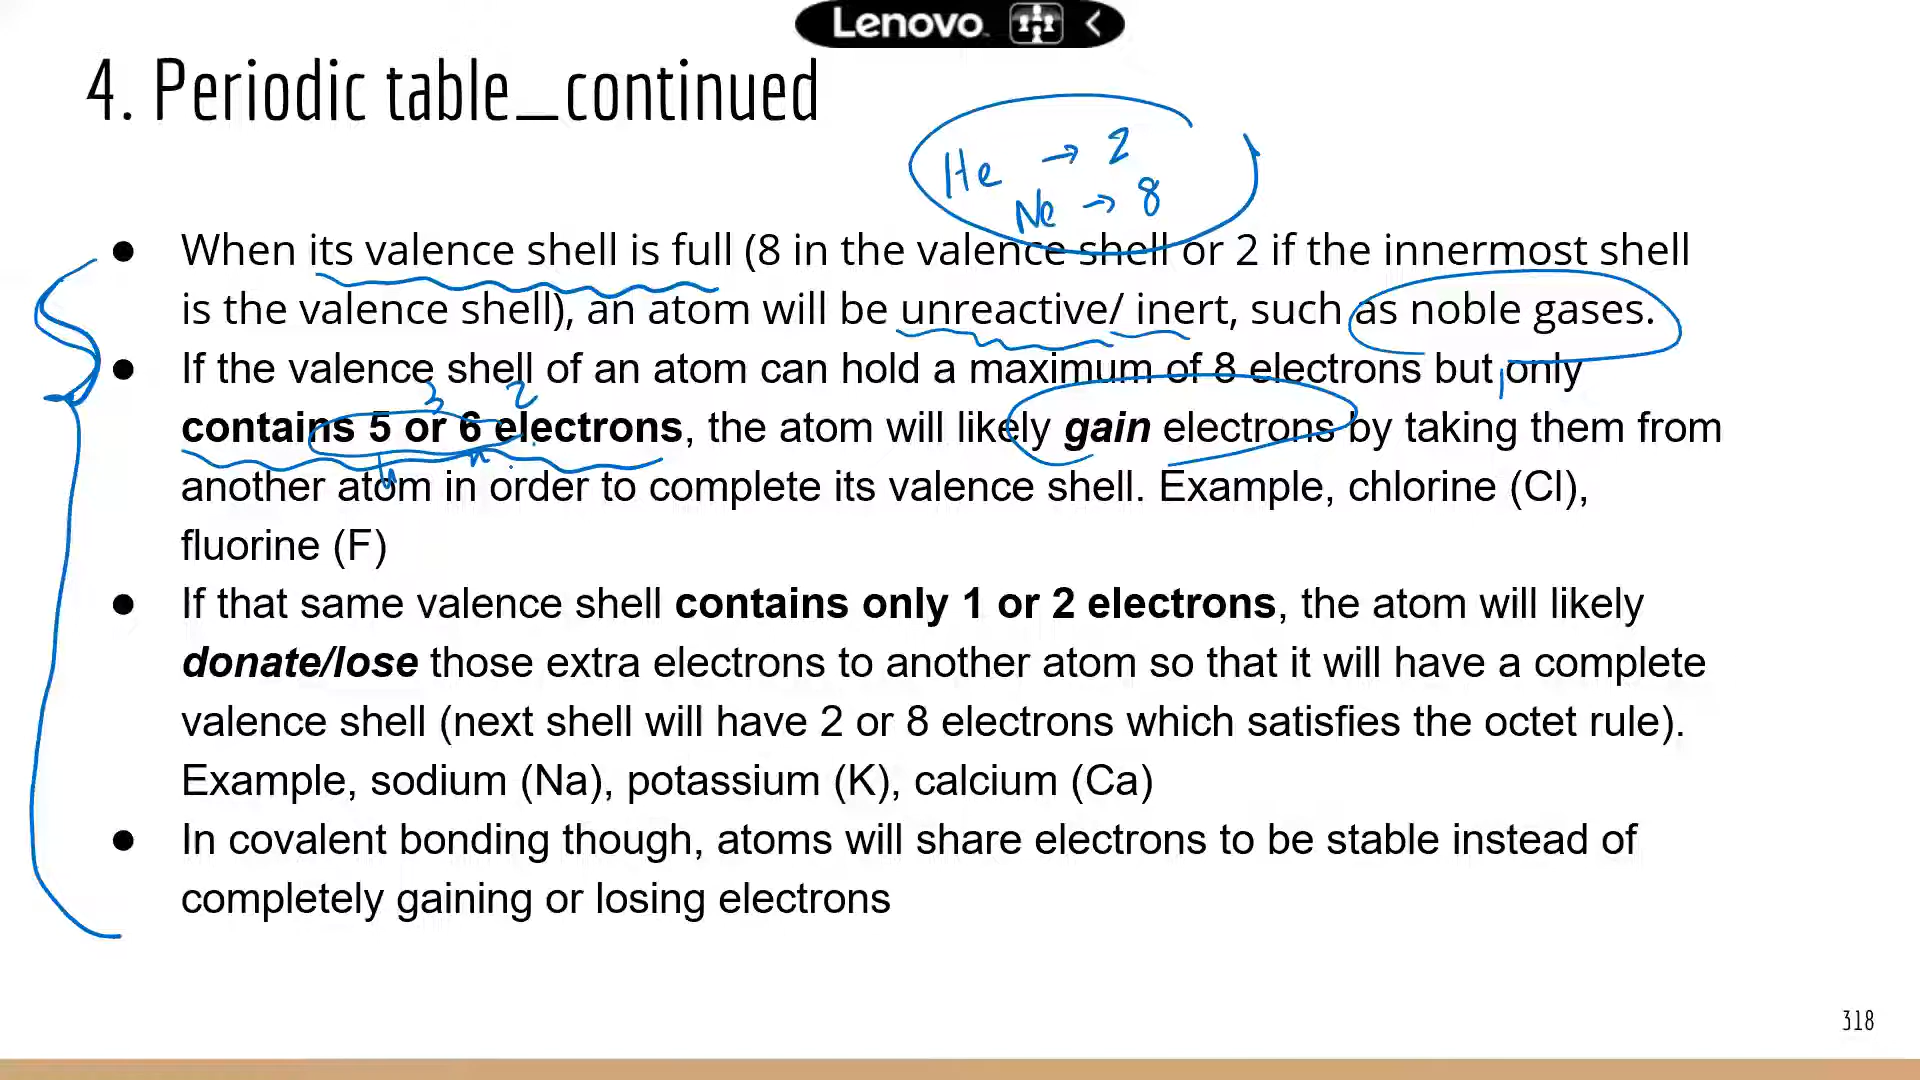 Lenovo
4. Periodic table_continued
He → 2
Ne → 8
● When its valence shell is full (8 in the valence shell or 2 if the innermost shell
is the valence shell), an atom will be unreactive/ inert, such as noble gases.
● If the valence shell of an atom can hold a maximum of 8 electrons but only
3 2
contains 5 or 6 electrons, the atom will likely gain electrons by taking them from
another atom in order to complete its valence shell. Example, chlorine (Cl),
fluorine (F)
● If that same valence shell contains only 1 or 2 electrons, the atom will likely
donate/lose those extra electrons to another atom so that it will have a complete
valence shell (next shell will have 2 or 8 electrons which satisfies the octet rule).
Example, sodium (Na), potassium (K), calcium (Ca)
● In covalent bonding though, atoms will share electrons to be stable instead of
completely gaining or losing electrons
318